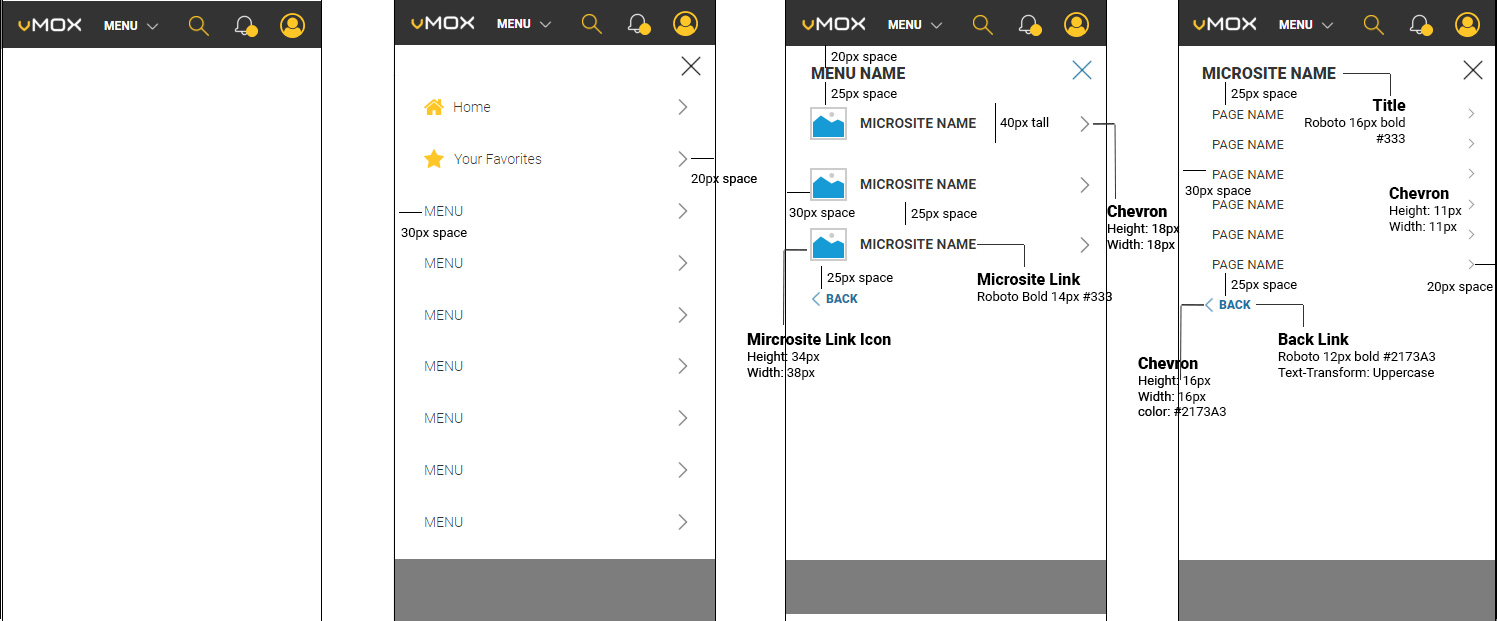 vMOX MENU
vMOX MENU
Home
Your Favorites
20px space
MENU
30px space
MENU
MENU
MENU
MENU
MENU
MENU
vMOX MENU
20px space
MENU NAME
25px space
MICROSITE NAME
40px tall
MICROSITE NAME
30px space
25px space
Chevron
Height: 18px
Width: 18px
MICROSITE NAME
25px space
Microsite Link
Roboto Bold 14px #333
BACK
Mircrosite Link Icon
Height: 34px
Width: 38px
vMOX MENU
MICROSITE NAME
25px space
Title
Roboto 16px bold
#333
PAGE NAME
PAGE NAME
PAGE NAME
30px space
Chevron
Height: 11px
Width: 11px
PAGE NAME
PAGE NAME
PAGE NAME
25px space
20px space
BACK
Back Link
Roboto 12px bold #2173A3
Text-Transform: Uppercase
Chevron
Height: 16px
Width: 16px
color: #2173A3